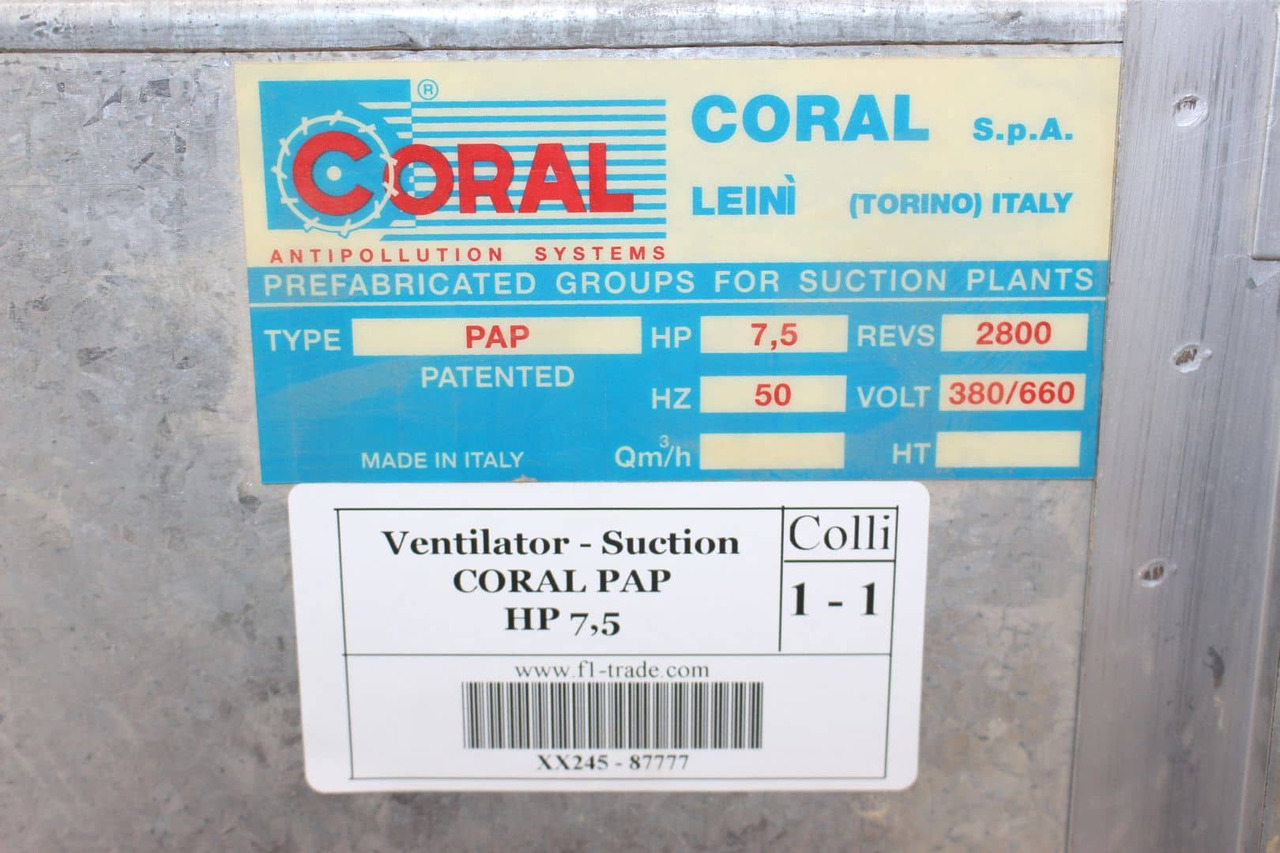 CORAL ®
ANTIPOLLUTION SYSTEMS
CORAL S.p.A.
LEINÌ (TORINO) ITALY
PREFABRICATED GROUPS FOR SUCTION PLANTS
TYPE PAP HP 7,5 REVS 2800
PATENTED
HZ 50 VOLT 380/660
MADE IN ITALY Qm³/h HT
Ventilator - Suction
CORAL PAP
HP 7,5
Colli
1 - 1
www.f1-trade.com
XX245 - 87777